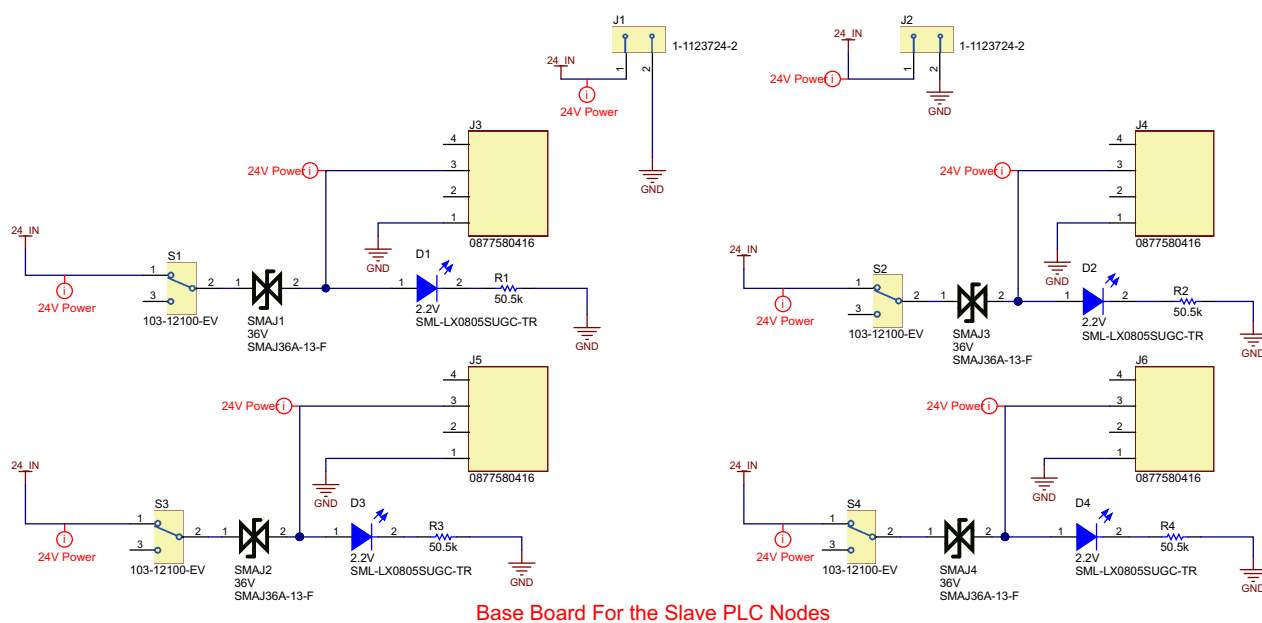 J1
1-1123724-2
24_IN
1
2
24V Power
GND
J2
1-1123724-2
24_IN
1
2
24V Power
GND
J3
4
3
2
1
0877580416
24V Power
GND
24_IN
24V Power
S1
1
2
3
103-12100-EV
1
2
SMAJ1
36V
SMAJ36A-13-F
D1
1
2
2.2V
SML-LX0805SUGC-TR
R1
50.5k
GND
J4
4
3
2
1
0877580416
24V Power
GND
24_IN
24V Power
S2
1
2
3
103-12100-EV
1
2
SMAJ3
36V
SMAJ36A-13-F
D2
1
2
2.2V
SML-LX0805SUGC-TR
R2
50.5k
GND
J5
4
3
2
1
0877580416
24V Power
GND
24_IN
24V Power
S3
1
2
3
103-12100-EV
1
2
SMAJ2
36V
SMAJ36A-13-F
D3
1
2
2.2V
SML-LX0805SUGC-TR
R3
50.5k
GND
J6
4
3
2
1
0877580416
24V Power
GND
24_IN
24V Power
S4
1
2
3
103-12100-EV
1
2
SMAJ4
36V
SMAJ36A-13-F
D4
1
2
2.2V
SML-LX0805SUGC-TR
R4
50.5k
GND
Base Board For the Slave PLC Nodes